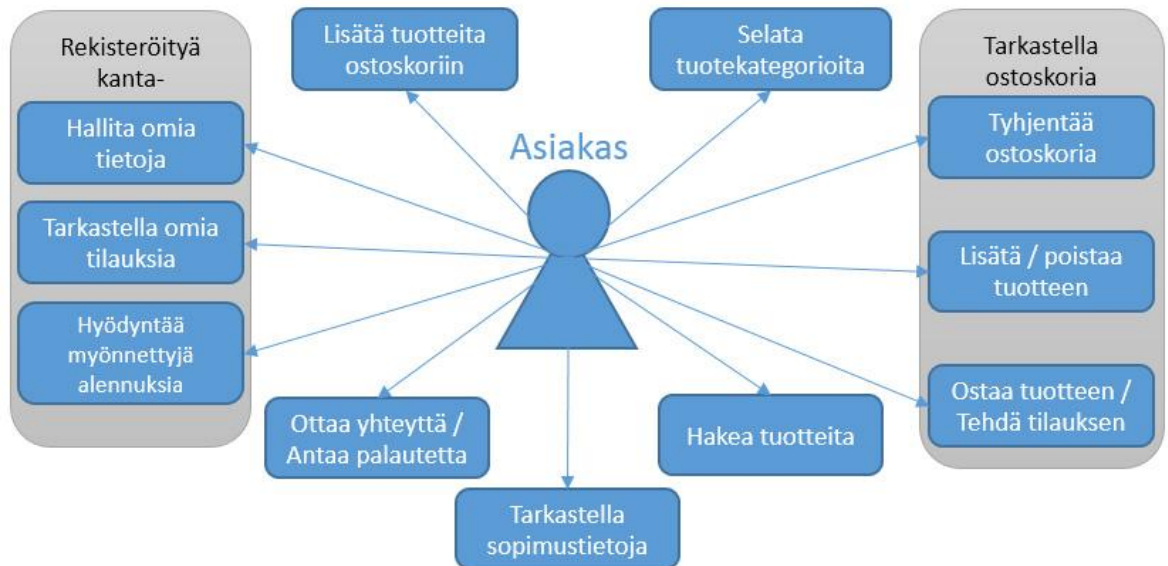 Rekisteröityä
kanta-
Hallita omia
tietoja
Tarkastella omia
tilauksia
Hyödyntää
myönnettyjä
alennuksia
Lisätä tuotteita
ostoskoriin
Selata
tuotekategorioita
Asiakas
Ottaa yhteyttä /
Antaa palautetta
Tarkastella
sopimustietoja
Hakea tuotteita
Tarkastella
ostoskoria
Tyhjentää
ostoskoria
Lisätä / poistaa
tuotteen
Ostaa tuotteen /
Tehdä tilauksen